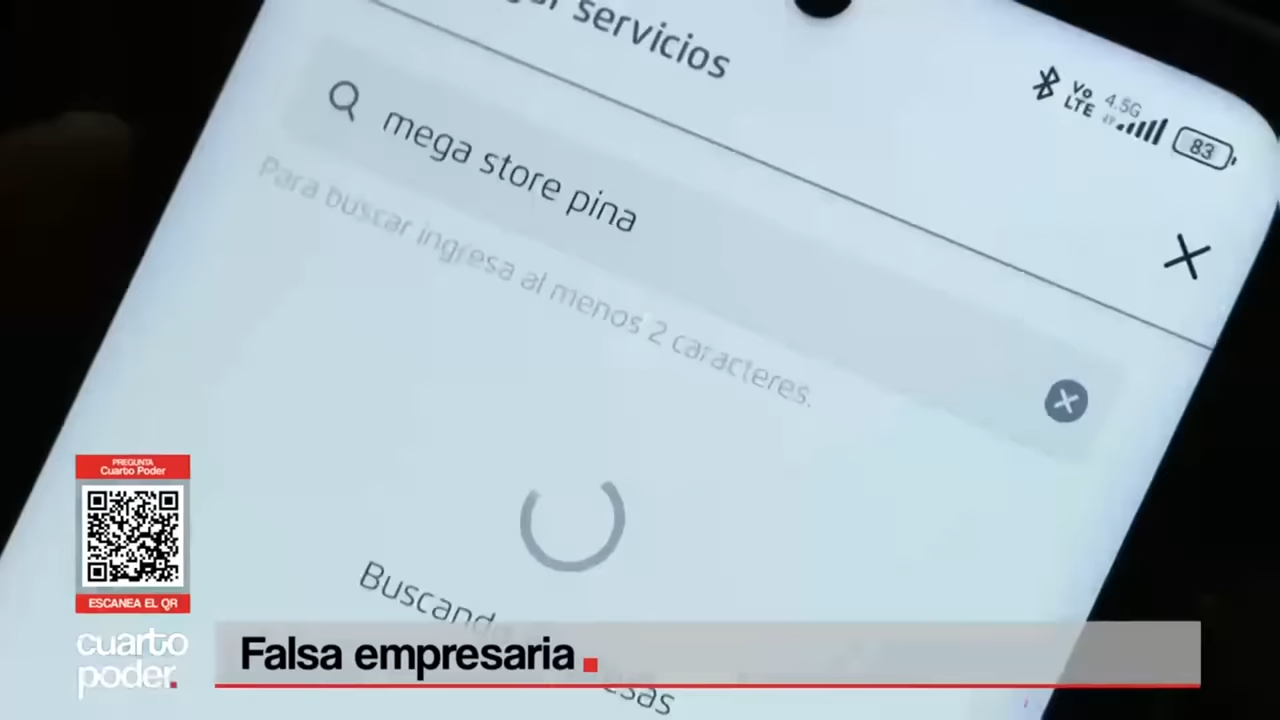 servicios
Vo
LTE
4.5G
83
mega store pina
Para buscar ingresa al menos 2 caracteres.
Buscando
PREGUNTA
Cuarto Poder
ESCANEA EL QR
cuarto
poder.
Falsa empresaria